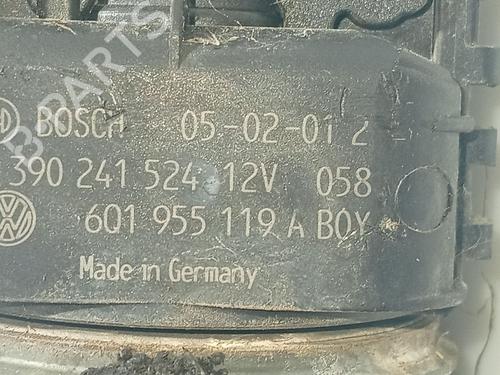 BOSCH 05-02-01 2
390 241 524 12V 058
6Q1 955 119 A BOY
Made in Germany